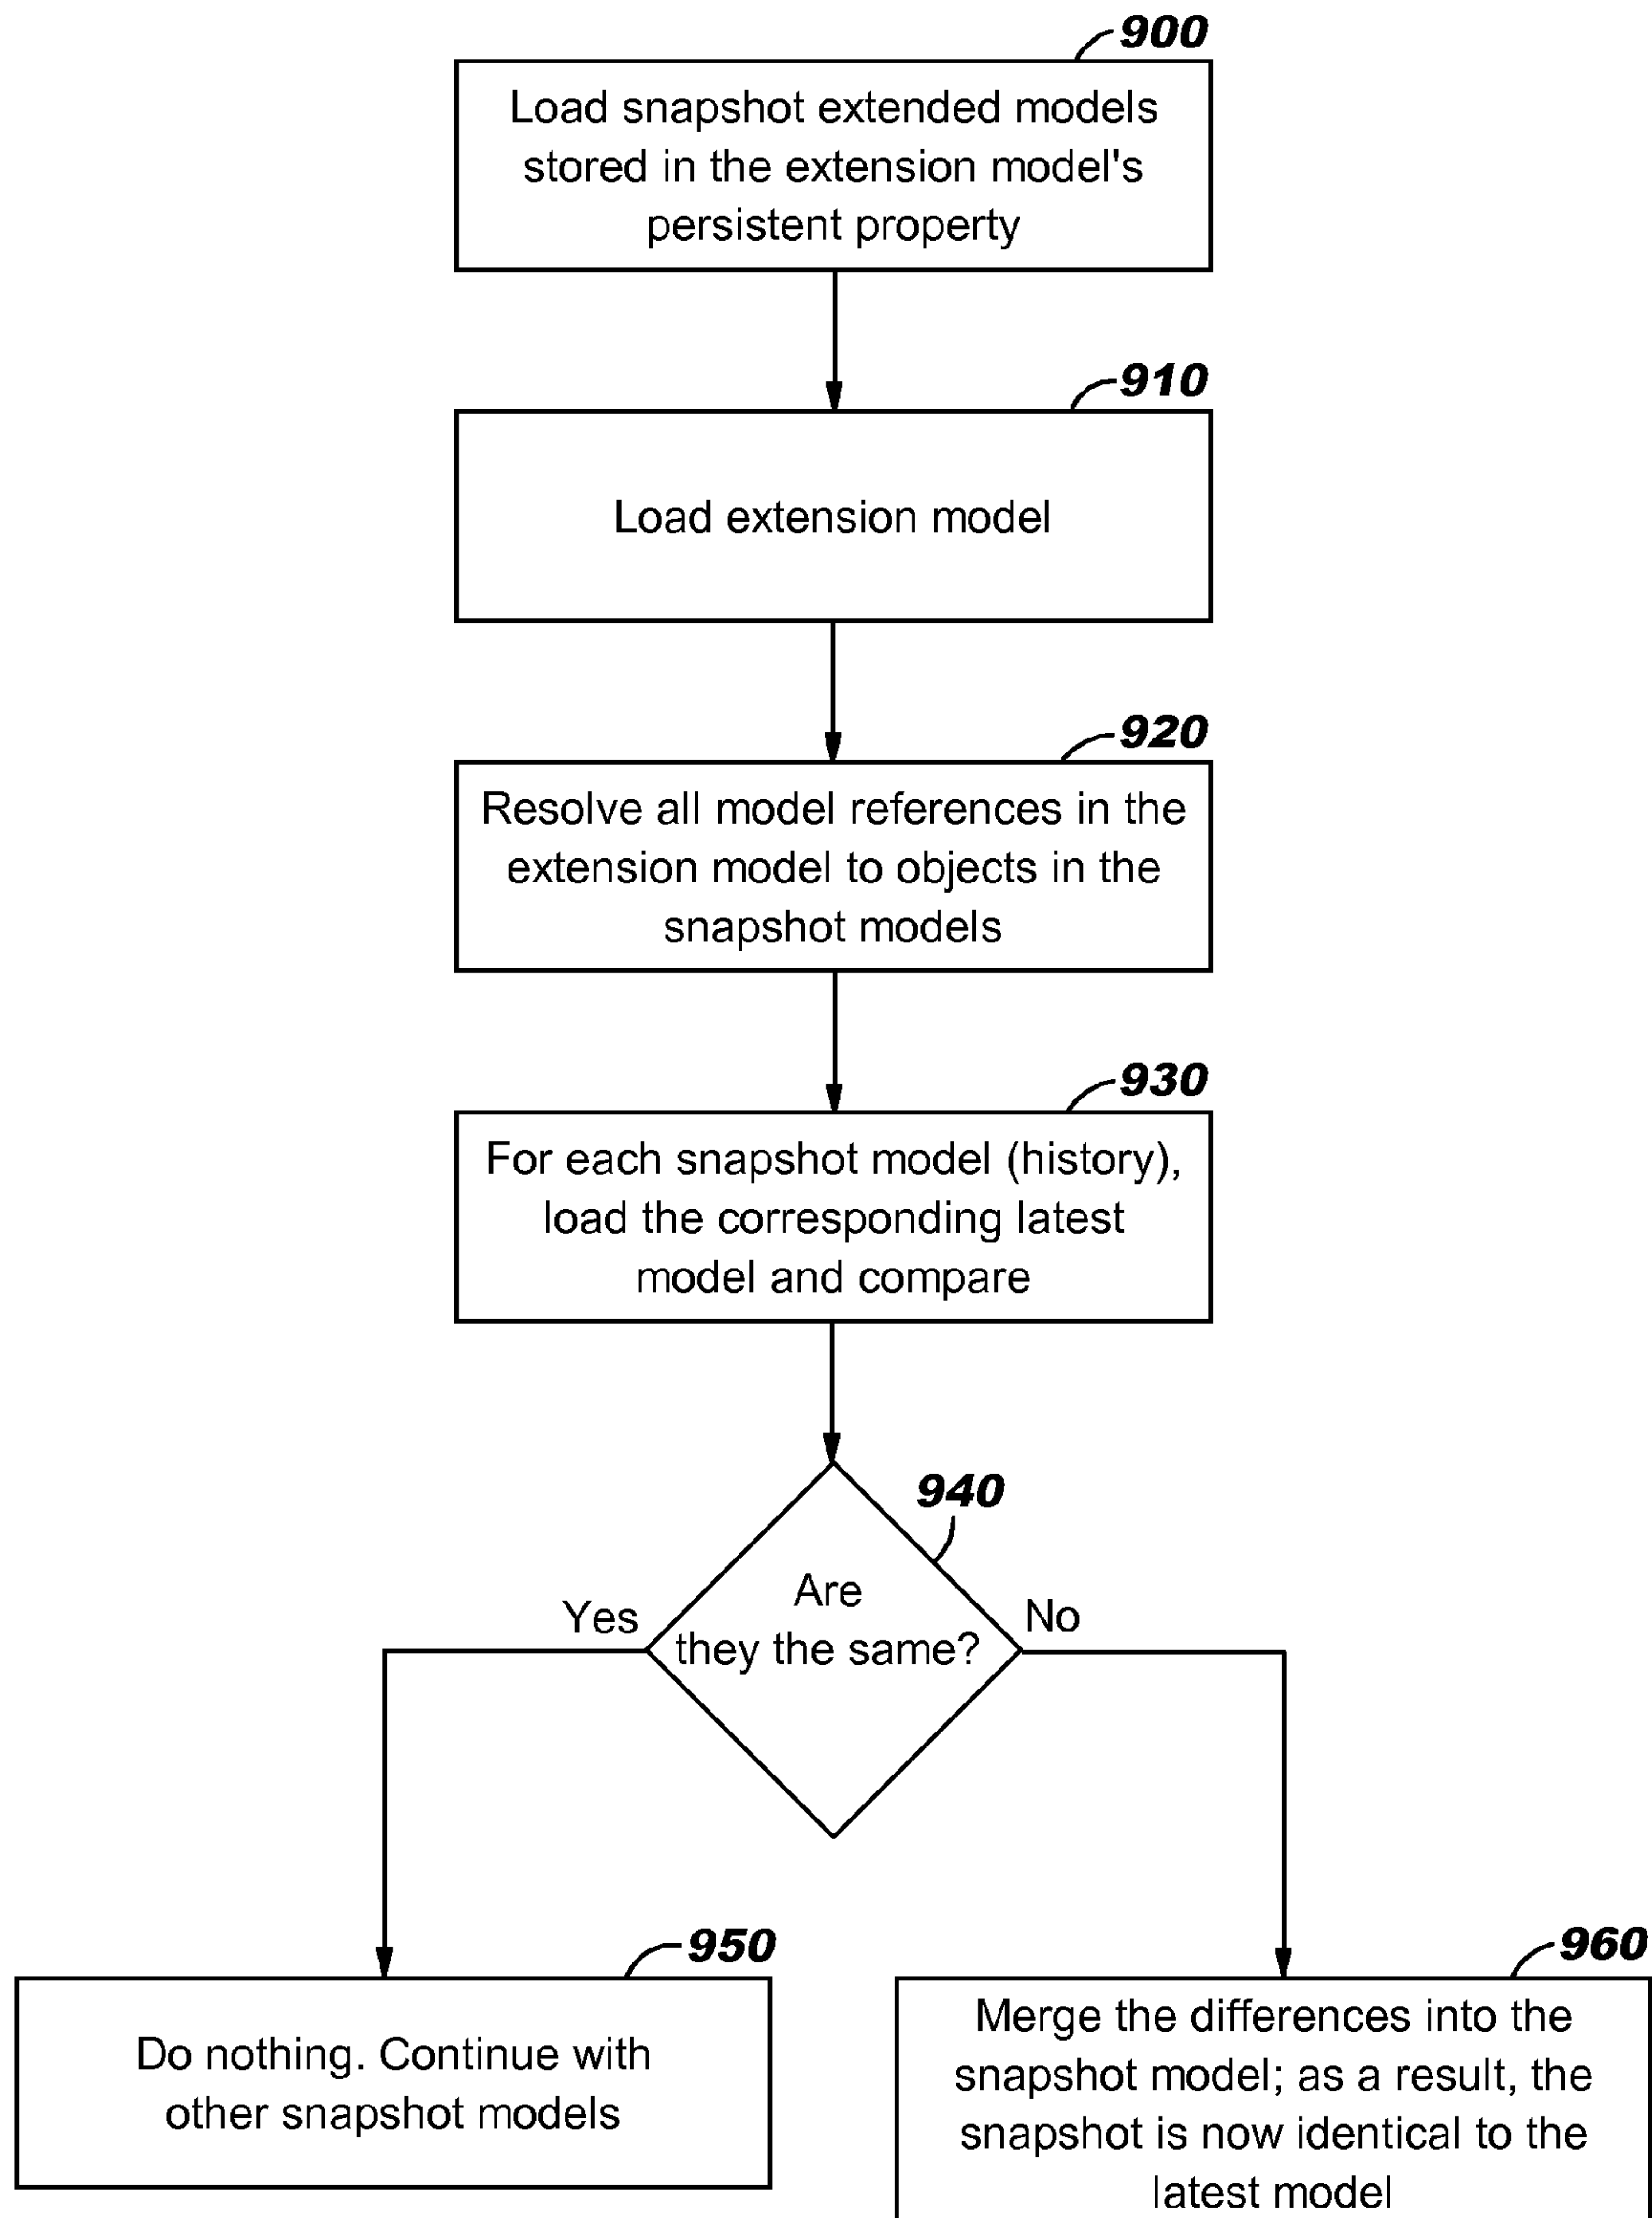 900
Load snapshot extended models
stored in the extension model's
persistent property
910
Load extension model
920
Resolve all model references in the
extension model to objects in the
snapshot models
930
For each snapshot model (history),
load the corresponding latest
model and compare
940
Are
they the same?
Yes
No
950
Do nothing. Continue with
other snapshot models
960
Merge the differences into the
snapshot model; as a result, the
snapshot is now identical to the
latest model